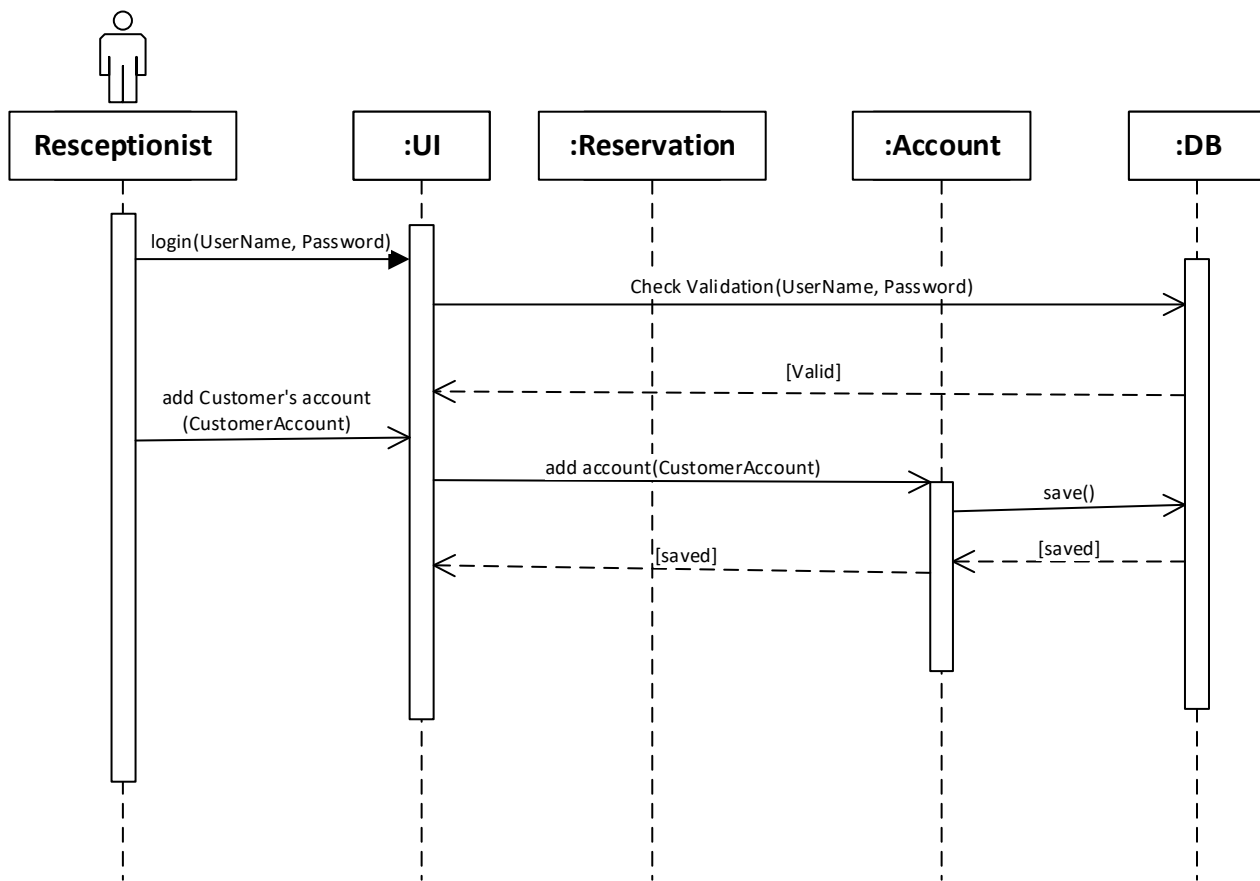 Resceptionist
:UI
:Reservation
:Account
:DB
login(UserName, Password)
Check Validation(UserName, Password)
[Valid]
add Customer's account
(CustomerAccount)
add account(CustomerAccount)
save()
[saved]
[saved]